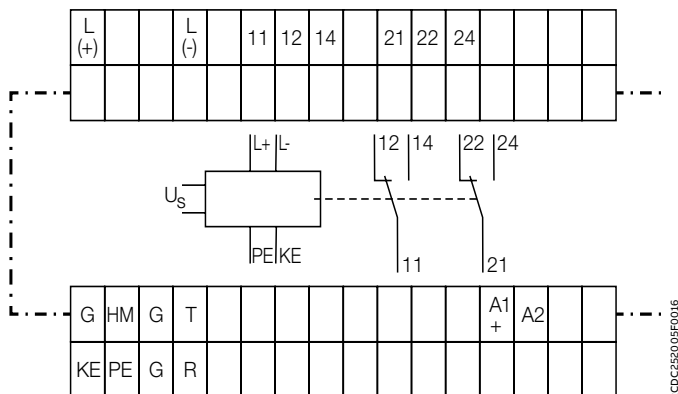 L (+) L (-) 11 12 14 21 22 24
L+ L- 12 14 22 24
U_S
PE KE 11 21
G HM G T A1 + A2
KE PE G R
CDC252005F0016